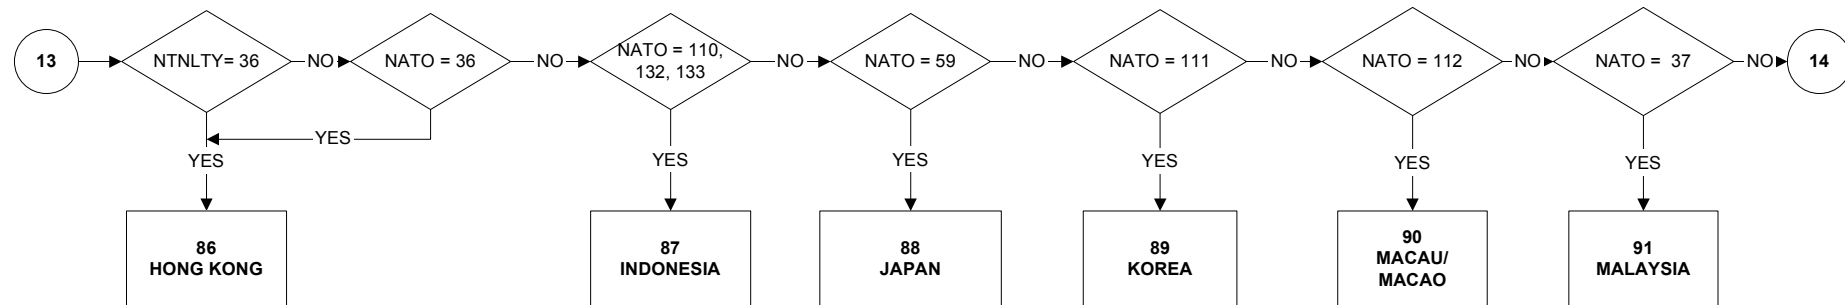 13
NTNLTY= 36
NO
NATO = 36
NO
NATO = 110,
132, 133
NO
NATO = 59
NO
NATO = 111
NO
NATO = 112
NO
NATO =  37
NO
14
YES
YES
YES
YES
YES
YES
YES
86
HONG KONG
87
INDONESIA
88
JAPAN
89
KOREA
90
MACAU/
MACAO
91
MALAYSIA